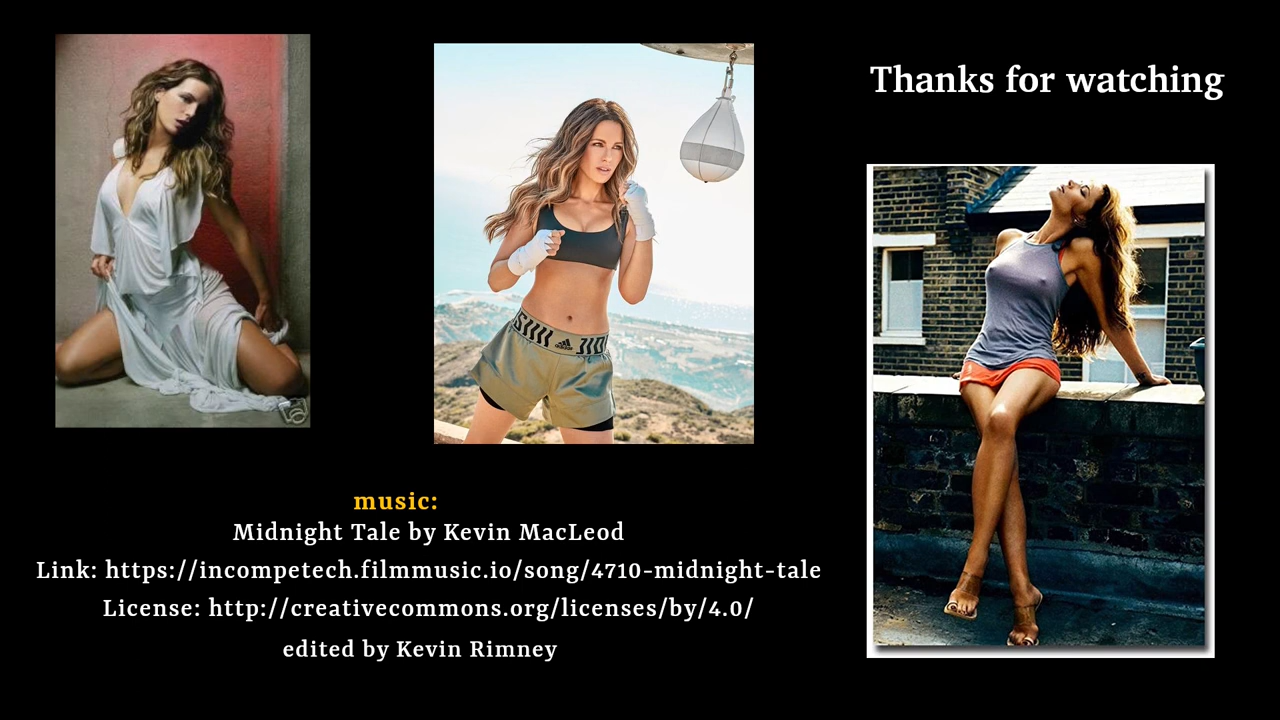 Thanks for watching
music:
Midnight Tale by Kevin MacLeod
Link: https://incompetech.filmmusic.io/song/4710-midnight-tale
License: http://creativecommons.org/licenses/by/4.0/
edited by Kevin Rimney
adidas